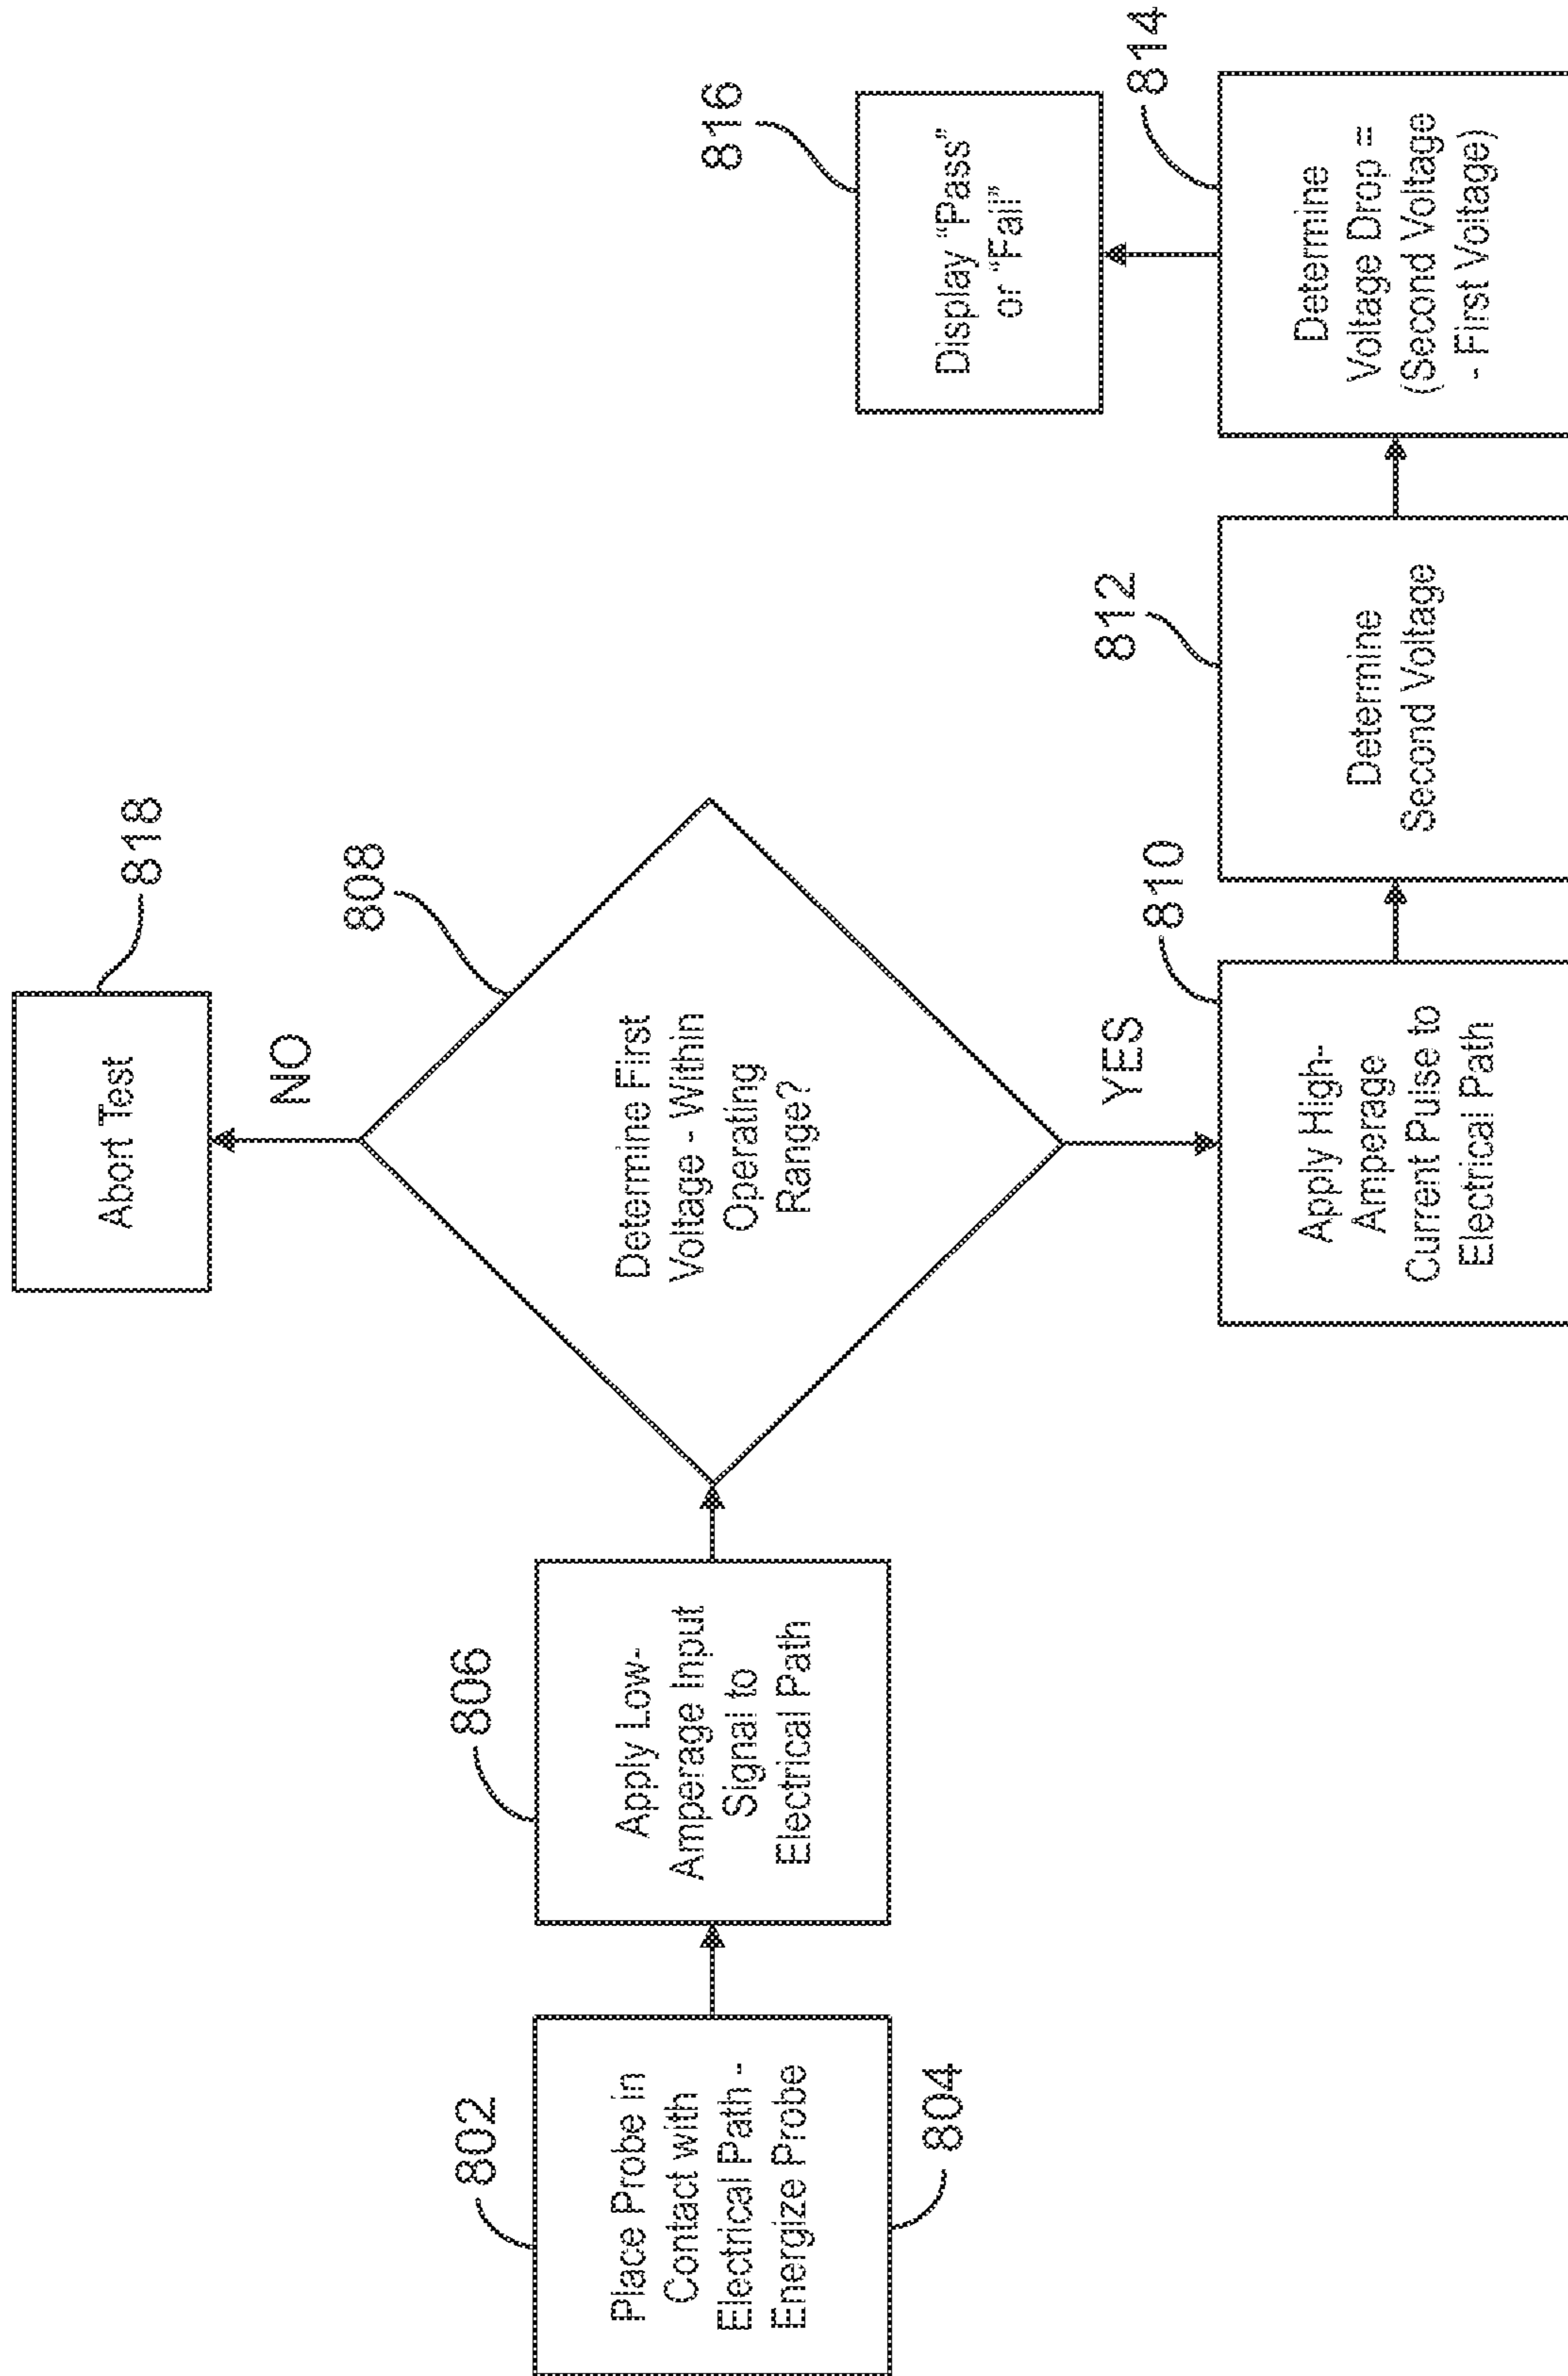 802
Place Probe in
Contact with
Electrical Path -
Energize Probe
804
806
Apply Low-
Amperage Input
Signal to
Electrical Path
808
Determine First
Voltage - Within
Operating
Range?
NO
Abort Test
818
YES
810
Apply High-
Amperage
Current Pulse to
Electrical Path
812
Determine
Second Voltage
814
Determine
Voltage Drop =
(Second Voltage
- First Voltage)
816
Display "Pass"
or "Fail"